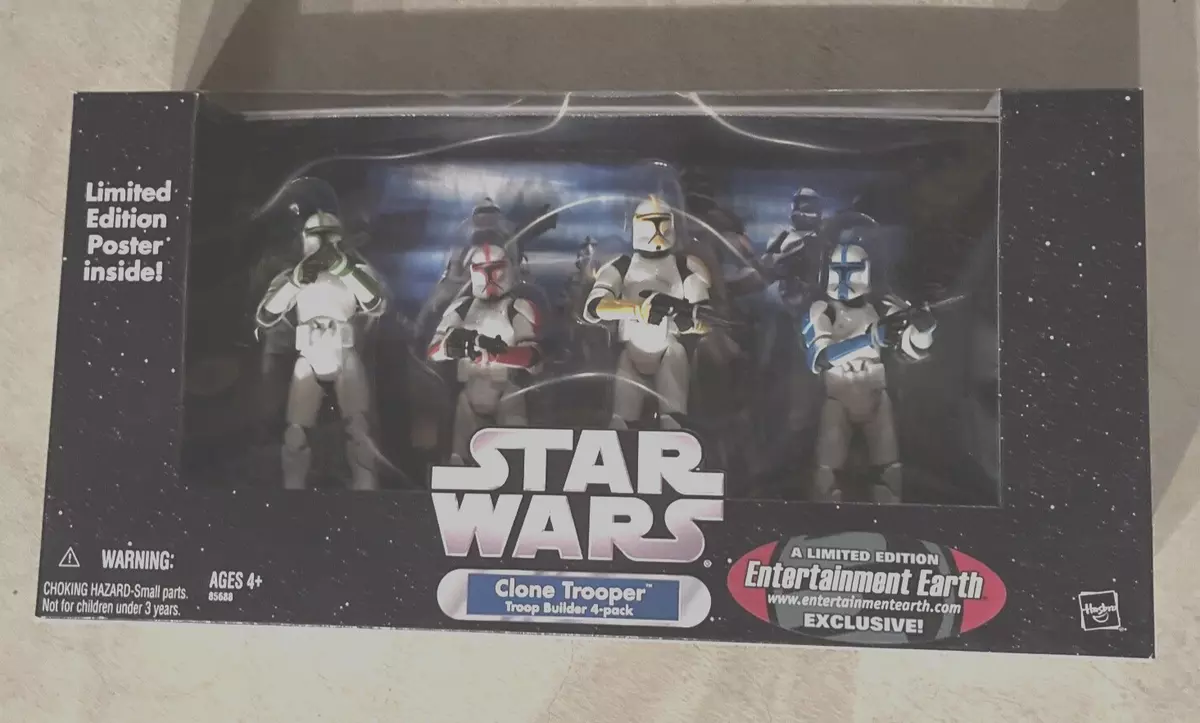 Limited
Edition
Poster
inside!
STAR
WARS®
Clone Trooper™
Troop Builder 4-pack
WARNING:
CHOKING HAZARD-Small parts.
Not for children under 3 years.
AGES 4+
85688
A LIMITED EDITION
Entertainment Earth
www.entertainmentearth.com
EXCLUSIVE!
Hasbro